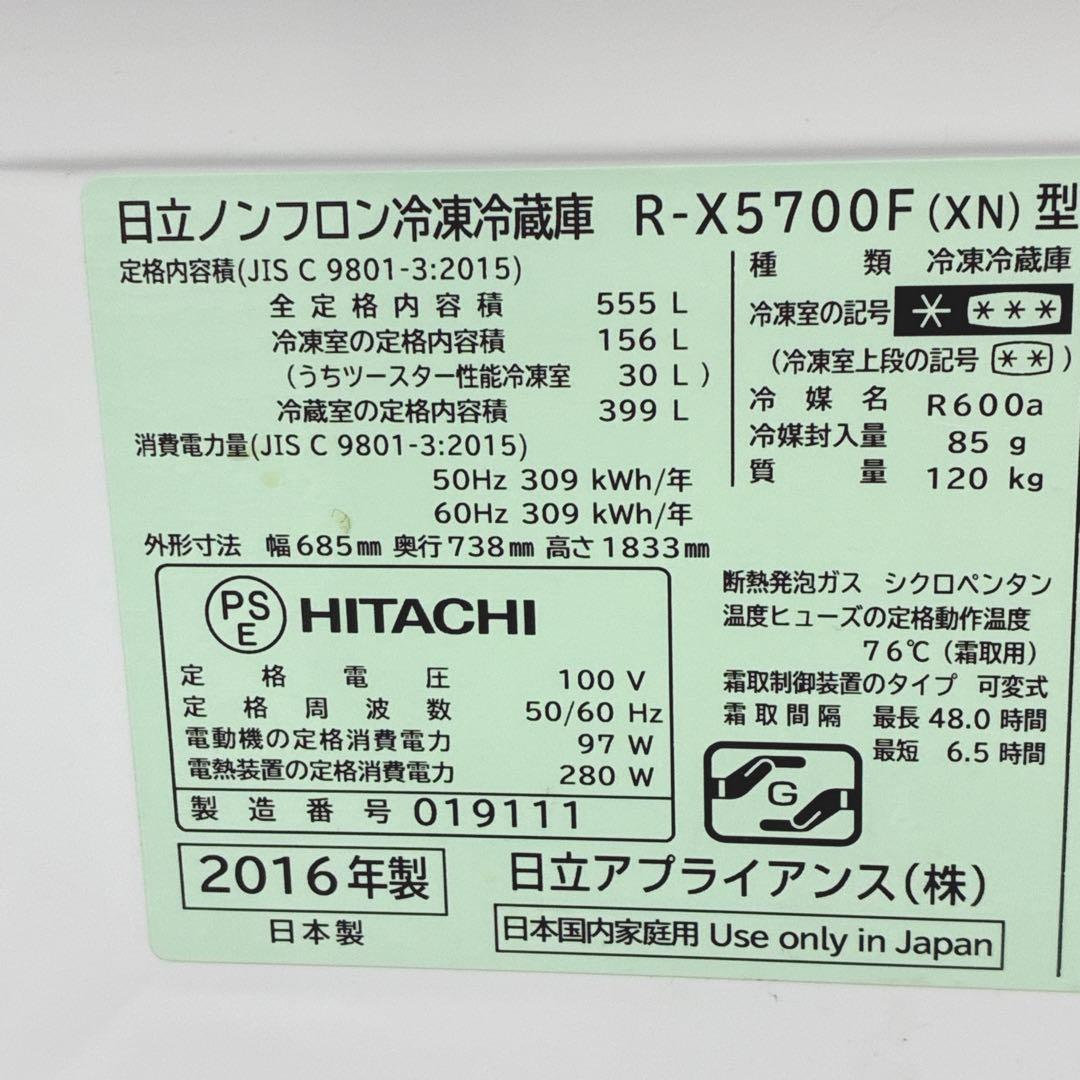 日立ノンフロン冷凍冷蔵庫 R-X5700F(XN)型
定格内容積(JIS C 9801-3:2015)
全定格内容積 555 L
冷凍室の定格内容積 156 L
(うちツースター性能冷凍室 30 L)
冷蔵室の定格内容積 399 L
消費電力量(JIS C 9801-3:2015)
50Hz 309 kWh/年
60Hz 309 kWh/年
外形寸法 幅685mm 奥行738mm 高さ1833mm
種類 冷凍冷蔵庫
冷凍室の記号 * ***
(冷凍室上段の記号 **)
冷媒名 R600a
冷媒封入量 85 g
質量 120 kg
断熱発泡ガス シクロペンタン
温度ヒューズの定格動作温度
76℃(霜取用)
霜取制御装置のタイプ 可変式
霜取間隔 最長 48.0 時間
最短 6.5 時間
PSE HITACHI
定格電圧 100 V
定格周波数 50/60 Hz
電動機の定格消費電力 97 W
電熱装置の定格消費電力 280 W
製造番号 019111
G
2016年製
日本製
日立アプライアンス(株)
日本国内家庭用 Use only in Japan